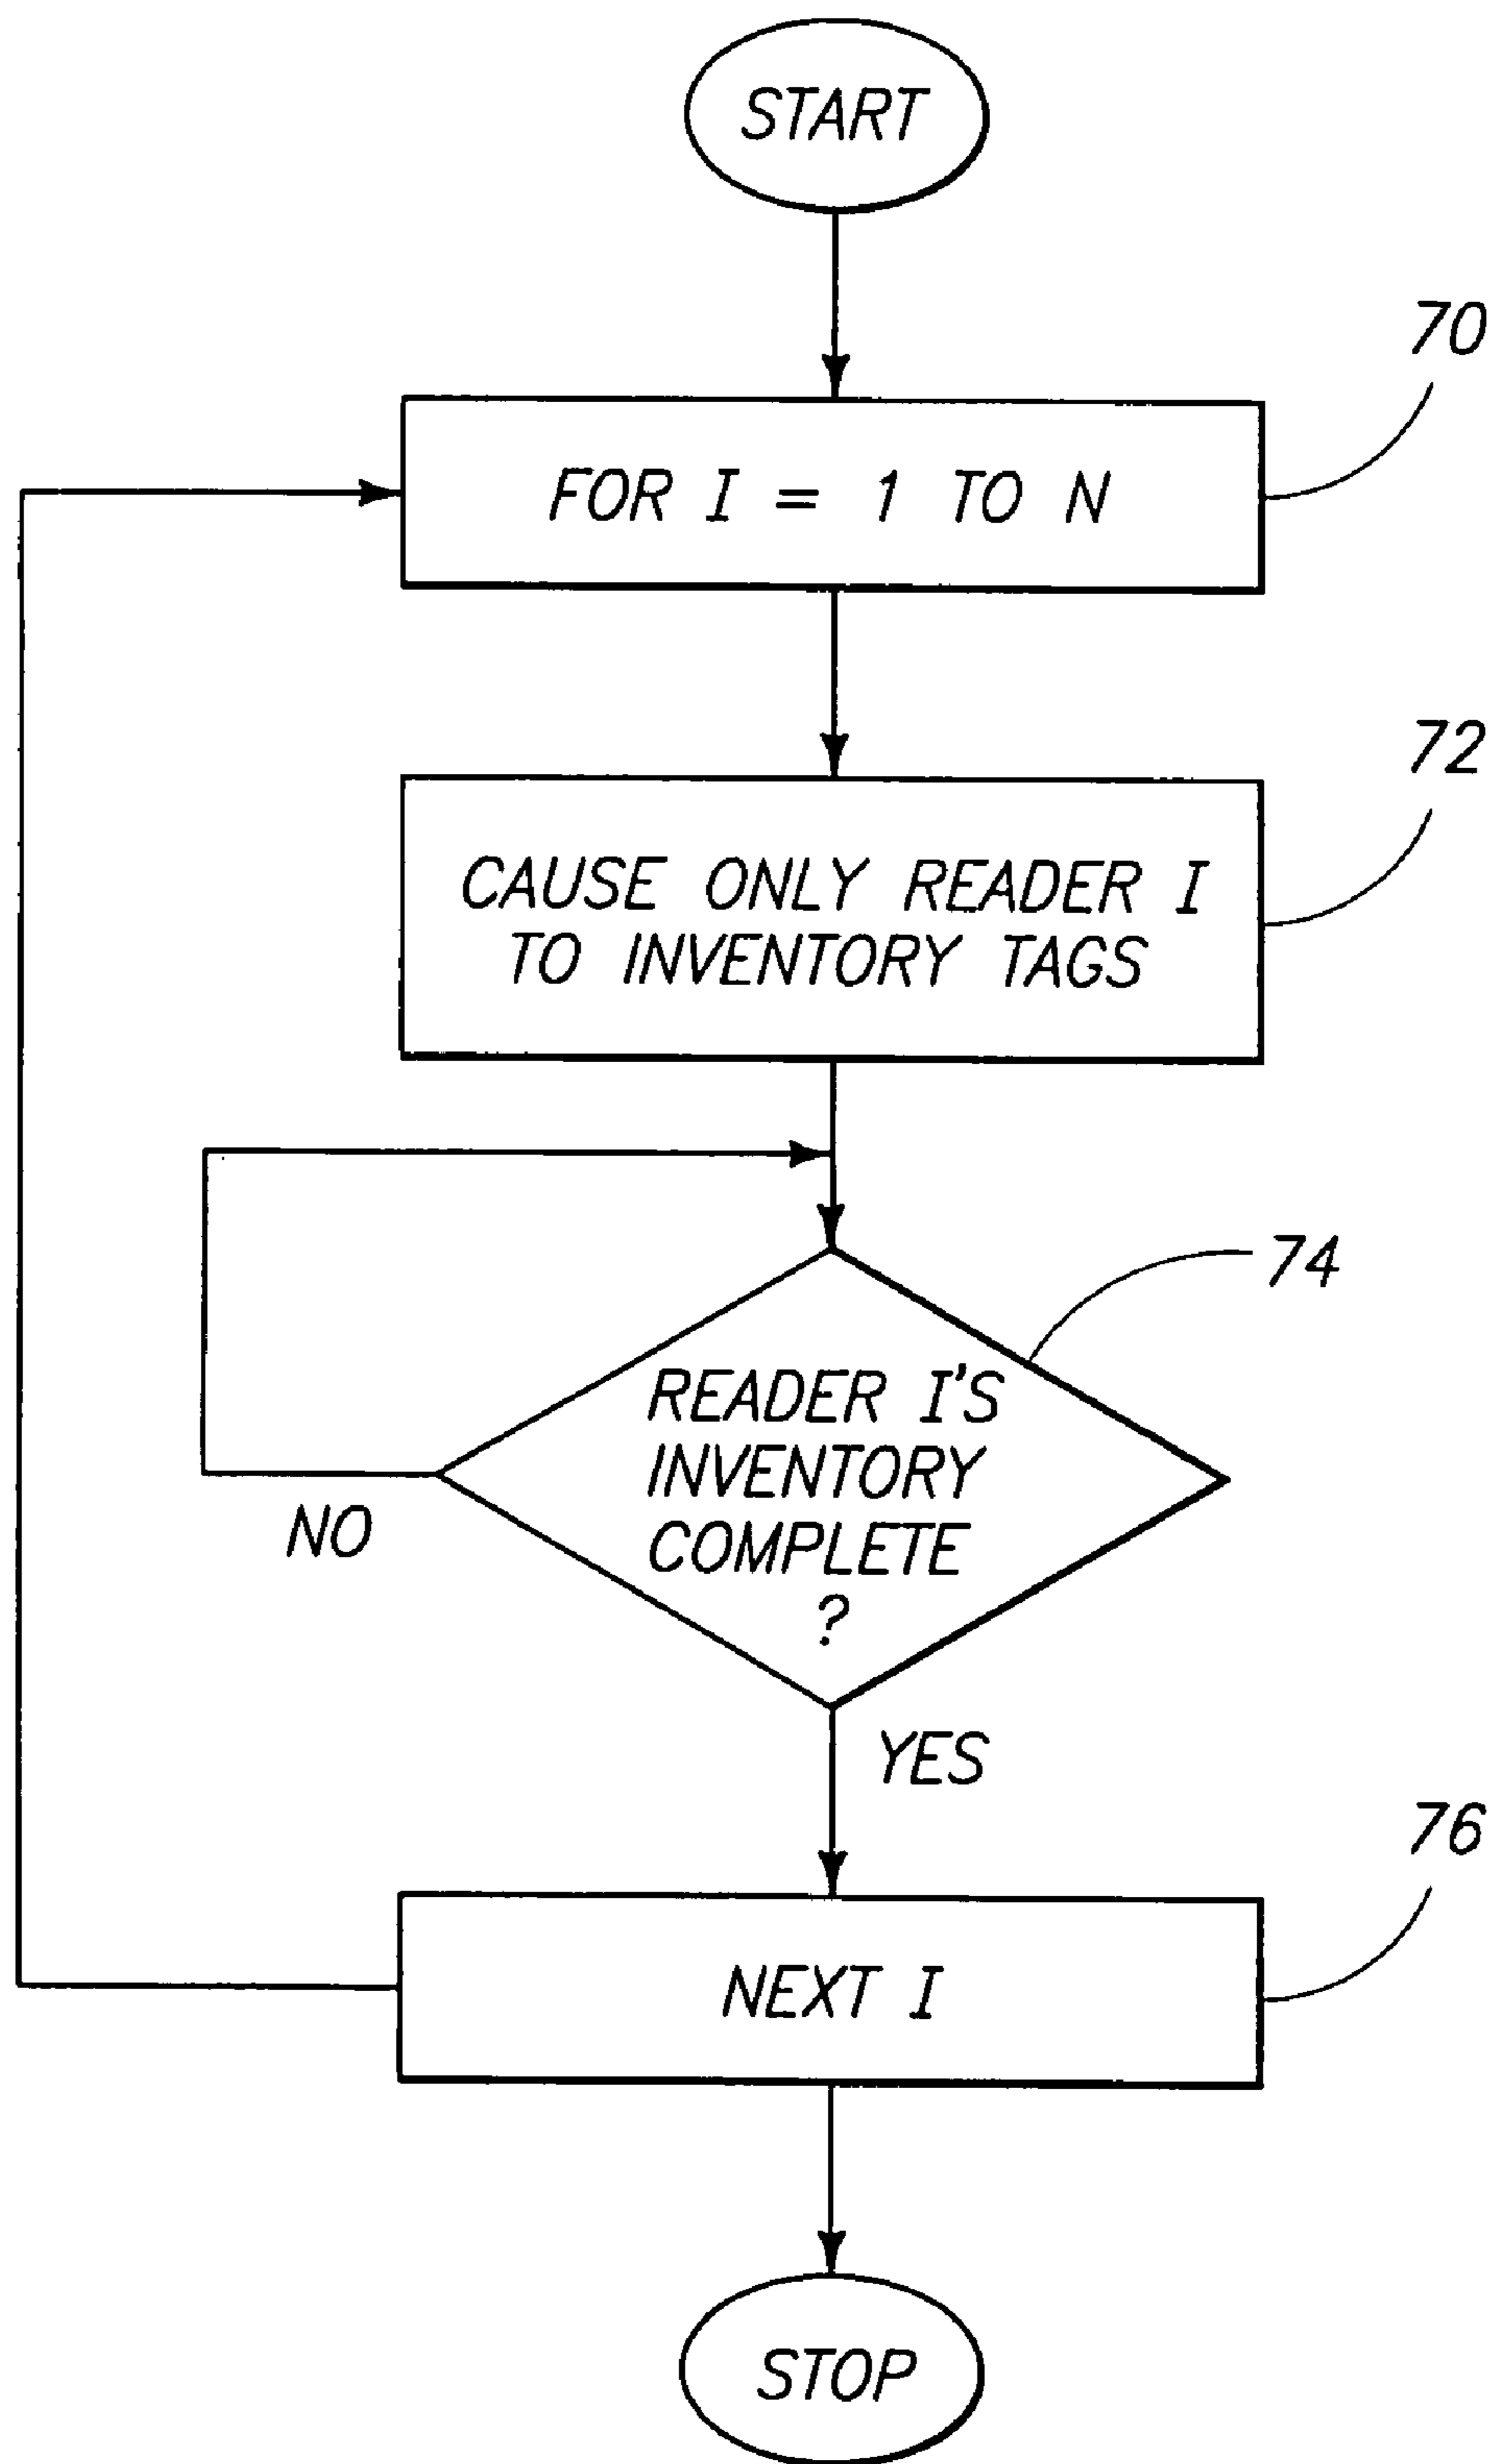 START
70
FOR I = 1 TO N
72
CAUSE ONLY READER I
TO INVENTORY TAGS
74
READER I'S
INVENTORY
COMPLETE
?
NO
YES
76
NEXT I
STOP